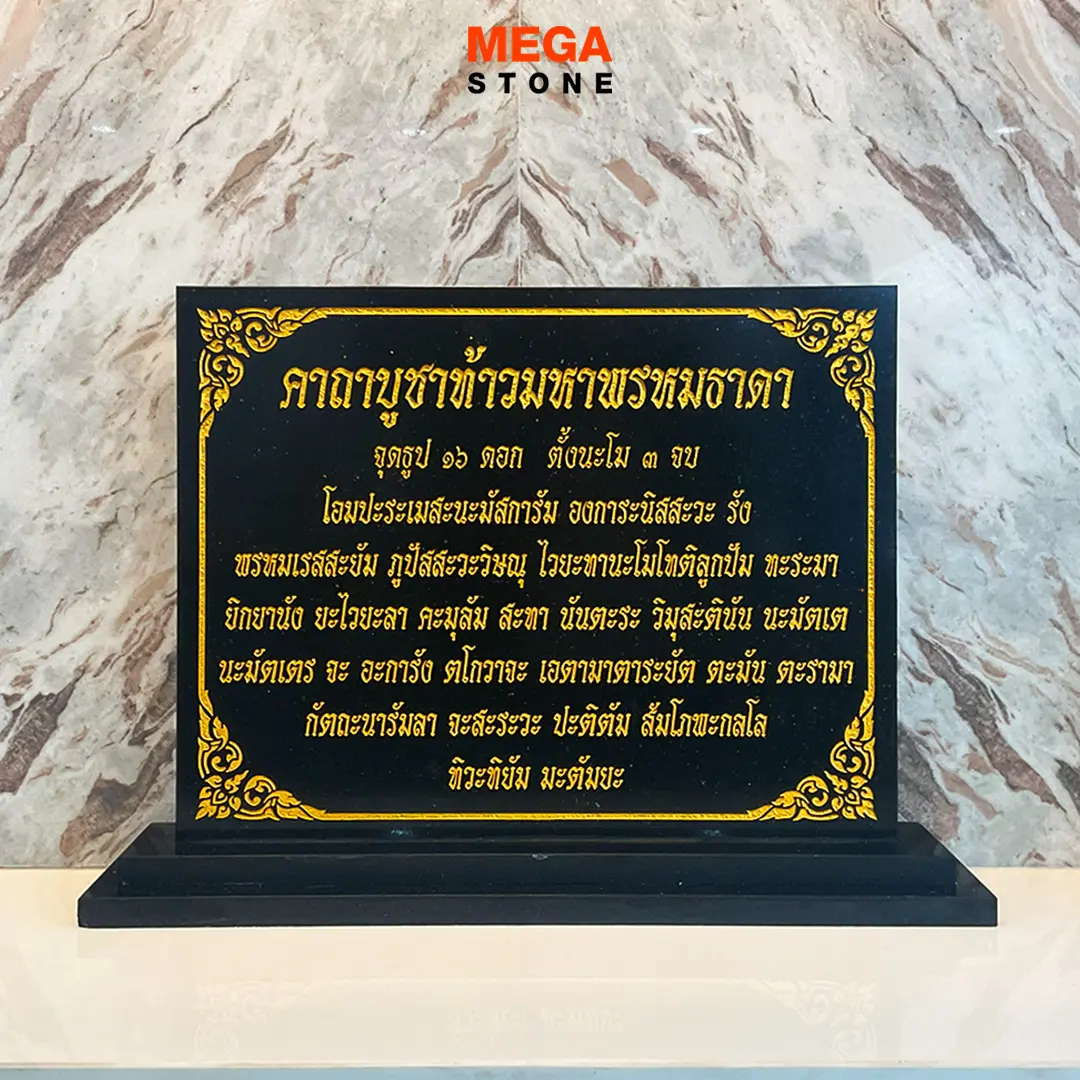 MEGA
STONE
คาถาบูชาท้าวมหาพรหมธาดา
จุดธูป ๑๖ ดอก ตั้งนะโม ๓ จบ
โอมปะระเมสะนะมัสการัม องการะนิสสะวะ รัง
พรหมเรสสะยัม ภูปัสสะวะวิษณุ ไวยะทานะโมโทติลูกปัม ทะระมา
ยิกยานัง ยะไวยะลา คะมุลัม สะทา นันตะระ วิมุสะตินัน นะมัตเต
นะมัตเตร จะ อะการัง ตโกวาจะ เอตามาตาระยัต ตะมัน ตะรามา
กัตถะนารัมลา จะสะระวะ ปะติตัม สัมโภพะกลโล
ทิวะทิยัม มะตัมยะ